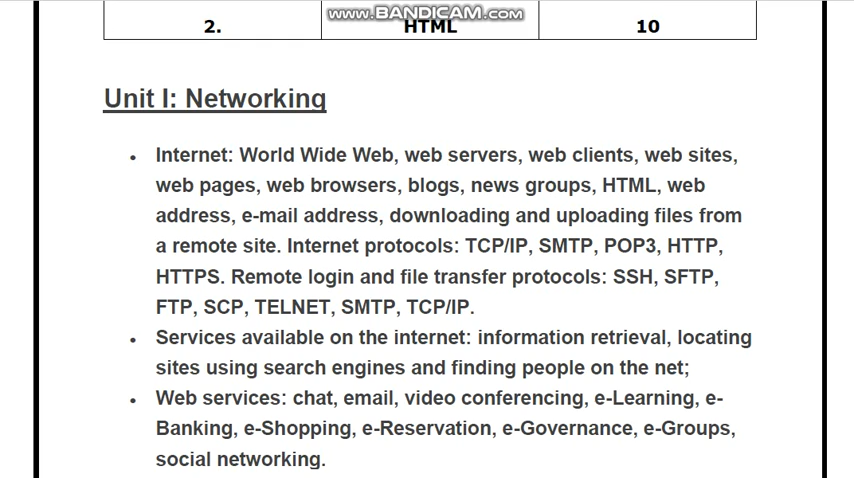 www.BANDICAM.com
2. HTML 10
Unit I: Networking
• Internet: World Wide Web, web servers, web clients, web sites,
web pages, web browsers, blogs, news groups, HTML, web
address, e-mail address, downloading and uploading files from
a remote site. Internet protocols: TCP/IP, SMTP, POP3, HTTP,
HTTPS. Remote login and file transfer protocols: SSH, SFTP,
FTP, SCP, TELNET, SMTP, TCP/IP.
• Services available on the internet: information retrieval, locating
sites using search engines and finding people on the net;
• Web services: chat, email, video conferencing, e-Learning, e-
Banking, e-Shopping, e-Reservation, e-Governance, e-Groups,
social networking.